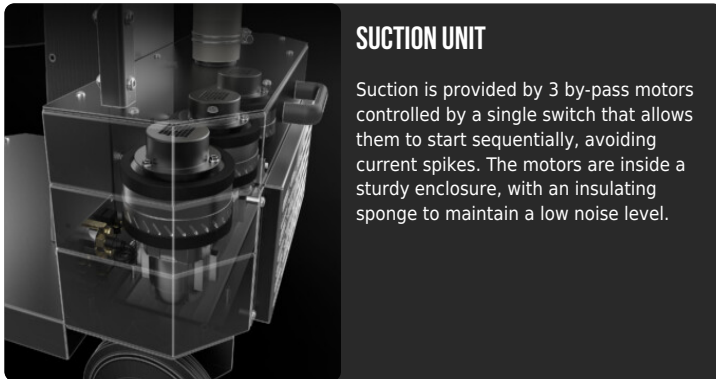 SUCTION UNIT
Suction is provided by 3 by-pass motors
controlled by a single switch that allows
them to start sequentially, avoiding
current spikes. The motors are inside a
sturdy enclosure, with an insulating
sponge to maintain a low noise level.